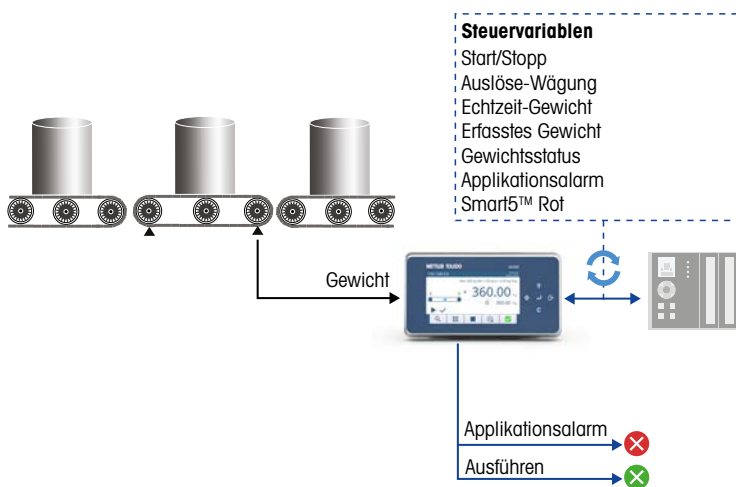 Steuervariablen
Start/Stopp
Auslöse-Wägung
Echtzeit-Gewicht
Erfasstes Gewicht
Gewichtsstatus
Applikationsalarm
Smart5™ Rot
Gewicht
METTLER TOLEDO
360.00
C
Applikationsalarm
Ausführen